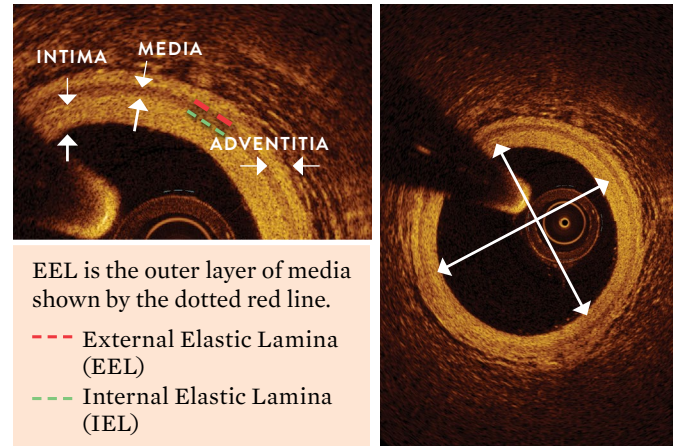 INTIMA
MEDIA
ADVENTITIA
EEL is the outer layer of media
shown by the dotted red line.
External Elastic Lamina
(EEL)
Internal Elastic Lamina
(IEL)